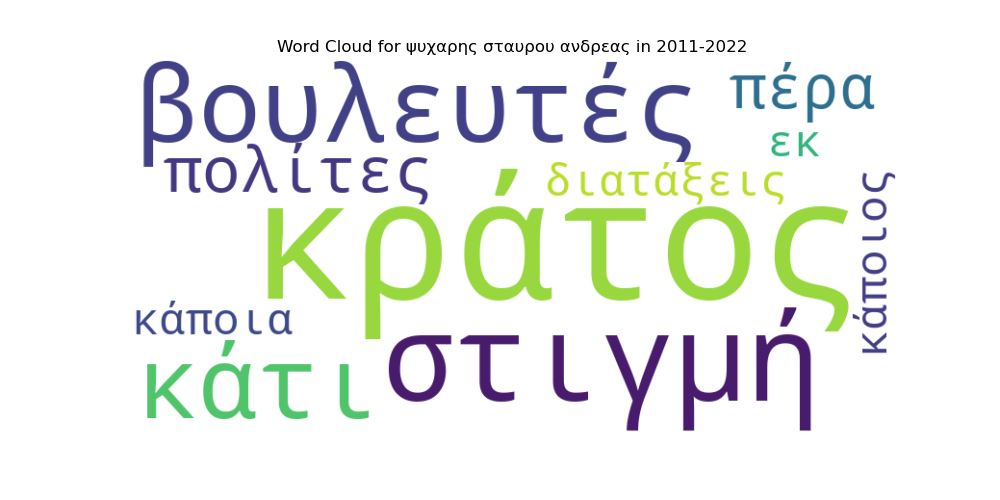 Word Cloud for ψυχαρης σταυρου ανδρεας in 2011-2022
βουλευτές
πέρα
εκ
πολίτες
διατάξεις
κράτος
κάποιος
κάποια
στιγμή
κάτι